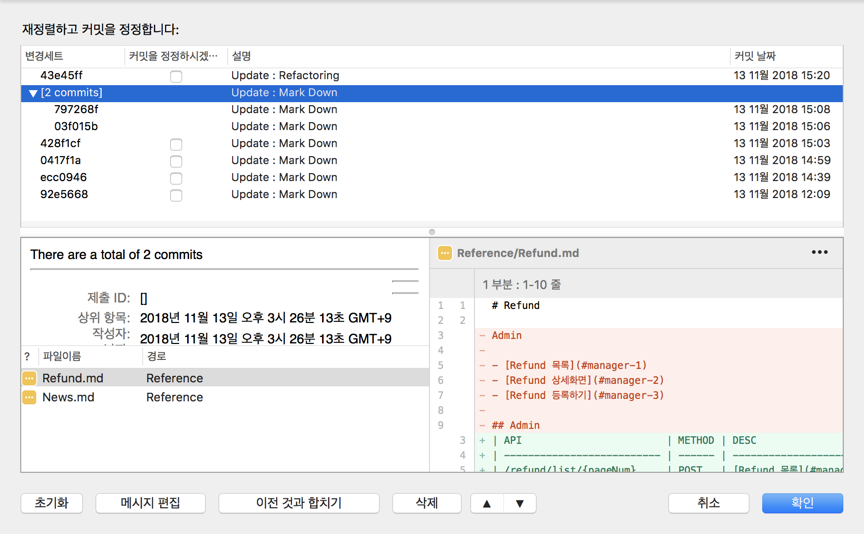 재정렬하고 커밋을 정정합니다:
변경세트 커밋을 정정하시겠… 설명 커밋 날짜
43e45ff Update : Refactoring 13 11월 2018 15:20
[2 commits] Update : Mark Down
797268f Update : Mark Down 13 11월 2018 15:08
03f015b Update : Mark Down 13 11월 2018 15:06
428f1cf Update : Mark Down 13 11월 2018 15:03
0417f1a Update : Mark Down 13 11월 2018 14:59
ecc0946 Update : Mark Down 13 11월 2018 14:39
92e5668 Update : Mark Down 13 11월 2018 12:09
There are a total of 2 commits
제출 ID: []
상위 항목: 2018년 11월 13일 오후 3시 26분 13초 GMT+9
작성자: 2018년 11월 13일 오후 3시 26분 13초 GMT+9
? 파일이름 경로
Refund.md Reference
News.md Reference
Reference/Refund.md •••
1 부분 : 1-10 줄
1 1 # Refund
2 2
3 - Admin
4 -
5 - - [Refund 목록](#manager-1)
6 - - [Refund 상세화면](#manager-2)
7 - - [Refund 등록하기](#manager-3)
8 -
9 - ## Admin
3 + | API | METHOD | DESC
4 + | -------------------------- | ------ | ------------------
5 + | /refund/list/{pageNum} | POST | [Refund 목록](#mana
초기화 메시지 편집 이전 것과 합치기 삭제 ▲ ▼ 취소 확인